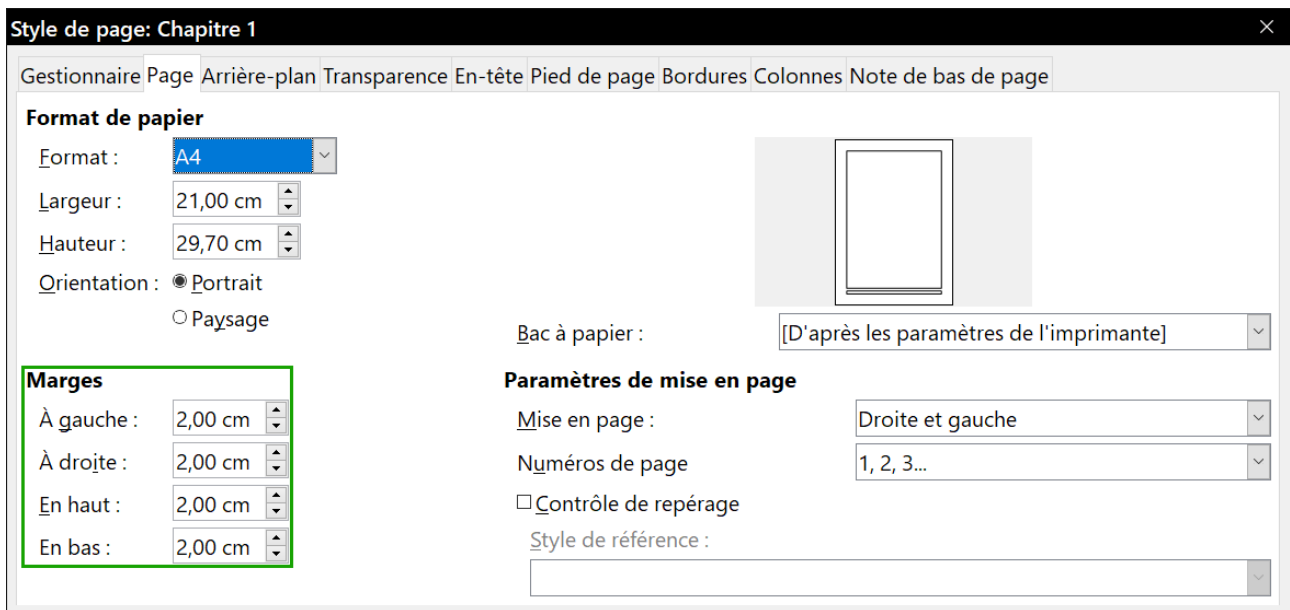 Style de page: Chapitre 1
Gestionnaire Page Arrière-plan Transparence En-tête Pied de page Bordures Colonnes Note de bas de page
Format de papier
Format : A4
Largeur : 21,00 cm
Hauteur : 29,70 cm
Orientation : Portrait
Paysage
Bac à papier : [D'après les paramètres de l'imprimante]
Marges
À gauche : 2,00 cm
À droite : 2,00 cm
En haut : 2,00 cm
En bas : 2,00 cm
Paramètres de mise en page
Mise en page : Droite et gauche
Numéros de page 1, 2, 3...
Contrôle de repérage
Style de référence :